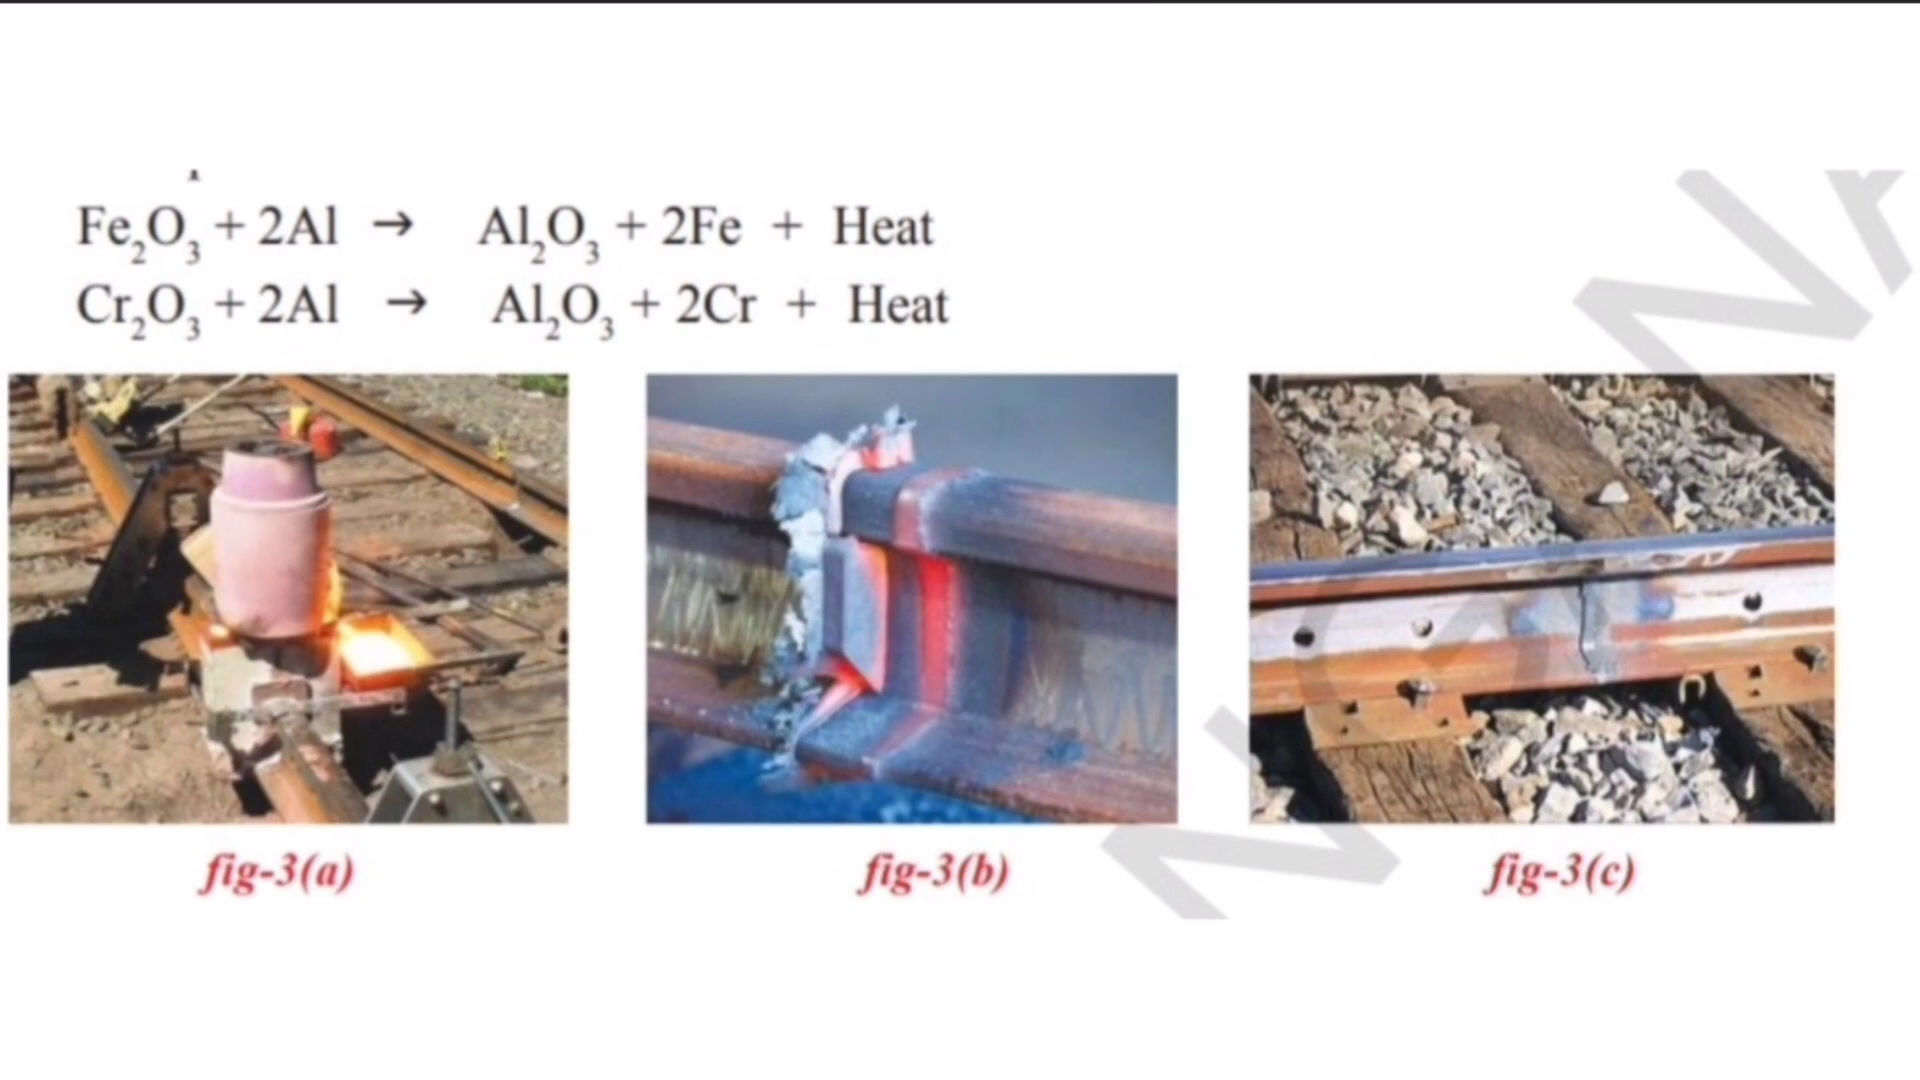 Fe₂O₃ + 2Al → Al₂O₃ + 2Fe + Heat
Cr₂O₃ + 2Al → Al₂O₃ + 2Cr + Heat
fig-3(a) fig-3(b) fig-3(c)